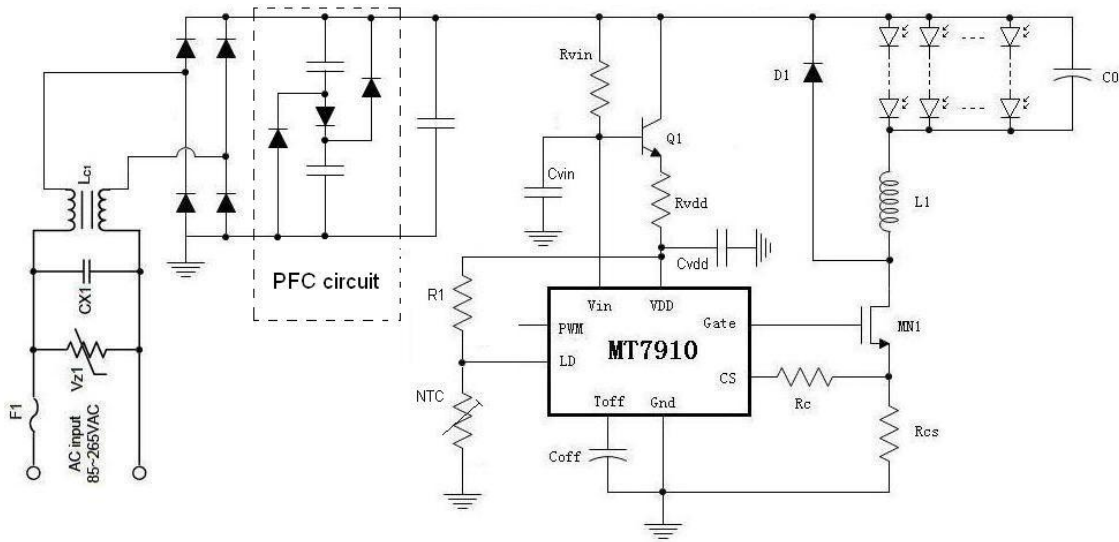 Rvin
D1
C0
Q1
Cvin
Lc1
Rvdd
L1
Cvdd
PFC circuit
CX1
R1
Vin
VDD
Gate
MN1
PWM
MT7910
LD
CS
Vz1
NTC
Rc
F1
Toff
Gnd
Rcs
AC input
85~265VAC
Coff